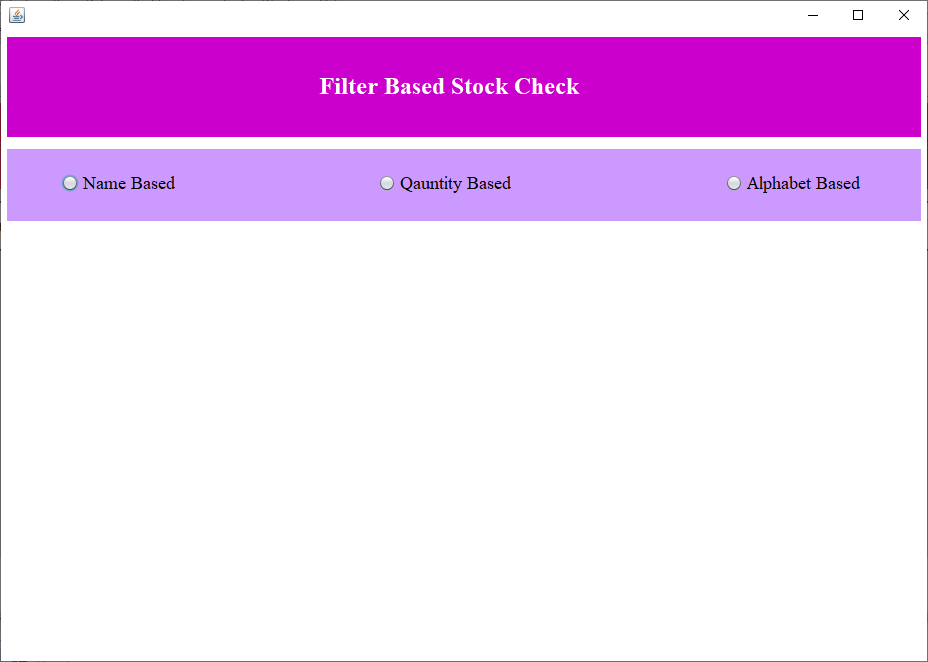 Filter Based Stock Check
Name Based Qauntity Based Alphabet Based